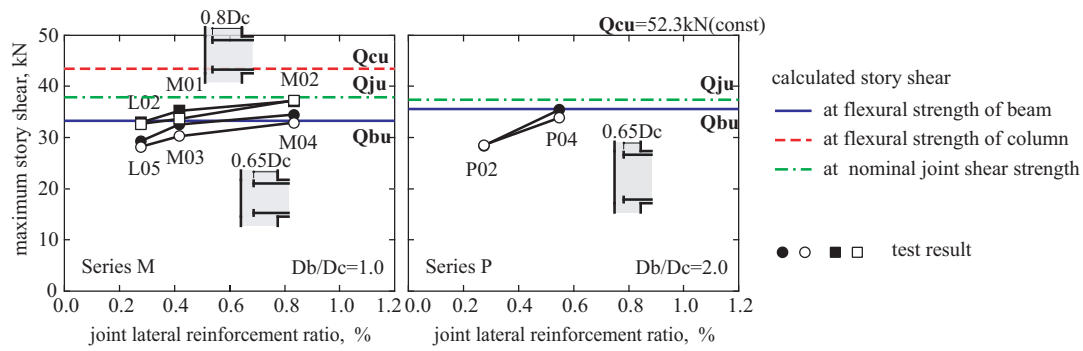 0.8Dc
Qcu=52.3kN(const)
maximum story shear, kN
50
40
30
20
10
0
Qcu
M01
Qju
M02
L02
Qbu
M04
M03
L05
0.65Dc
Series M
Db/Dc=1.0
0.0 0.2 0.4 0.6 0.8 1.0 1.2
joint lateral reinforcement ratio, %
Qju
Qbu
P04
P02
0.65Dc
Series P
Db/Dc=2.0
0.0 0.2 0.4 0.6 0.8 1.0 1.2
joint lateral reinforcement ratio, %
calculated story shear
at flexural strength of beam
at flexural strength of column
at nominal joint shear strength
test result